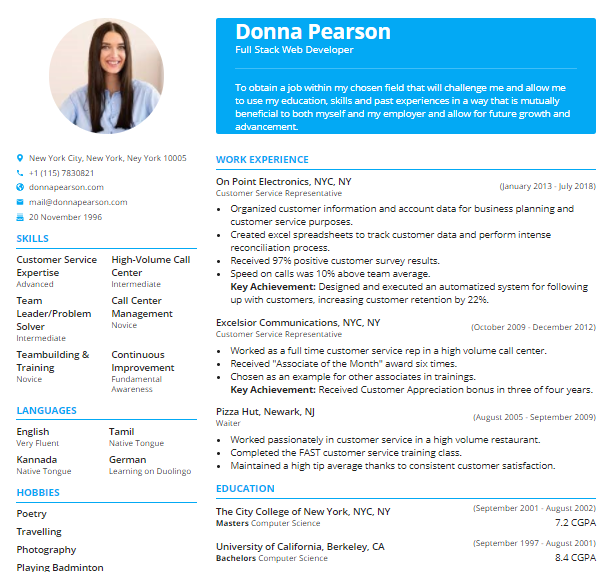 Donna Pearson
Full Stack Web Developer
To obtain a job within my chosen field that will challenge me and allow me
to use my education, skills and past experiences in a way that is mutually
beneficial to both myself and my employer and allow for future growth and
advancement.
New York City, New York, Ney York 10005
+1 (115) 7830821
donnapearson.com
mail@donnapearson.com
20 November 1996
SKILLS
Customer Service
Expertise
Advanced
High-Volume Call
Center
Intermediate
Team
Leader/Problem
Solver
Intermediate
Call Center
Management
Novice
Teambuilding &
Training
Novice
Continuous
Improvement
Fundamental
Awareness
LANGUAGES
English
Very Fluent
Tamil
Native Tongue
Kannada
Native Tongue
German
Learning on Duolingo
HOBBIES
Poetry
Travelling
Photography
Playing Badminton
WORK EXPERIENCE
On Point Electronics, NYC, NY
Customer Service Representative
(January 2013 - July 2018)
• Organized customer information and account data for business planning and
customer service purposes.
• Created excel spreadsheets to track customer data and perform intense
reconciliation process.
• Received 97% positive customer survey results.
• Speed on calls was 10% above team average.
Key Achievement: Designed and executed an automatized system for following
up with customers, increasing customer retention by 22%.
Excelsior Communications, NYC, NY
Customer Service Representative
(October 2009 - December 2012)
• Worked as a full time customer service rep in a high volume call center.
• Received "Associate of the Month" award six times.
• Chosen as an example for other associates in trainings.
Key Achievement: Received Customer Appreciation bonus in three of four years.
Pizza Hut, Newark, NJ
Waiter
(August 2005 - September 2009)
• Worked passionately in customer service in a high volume restaurant.
• Completed the FAST customer service training class.
• Maintained a high tip average thanks to consistent customer satisfaction.
EDUCATION
The City College of New York, NYC, NY
Masters Computer Science
(September 2001 - August 2002)
7.2 CGPA
University of California, Berkeley, CA
Bachelors Computer Science
(September 1997 - August 2001)
8.4 CGPA